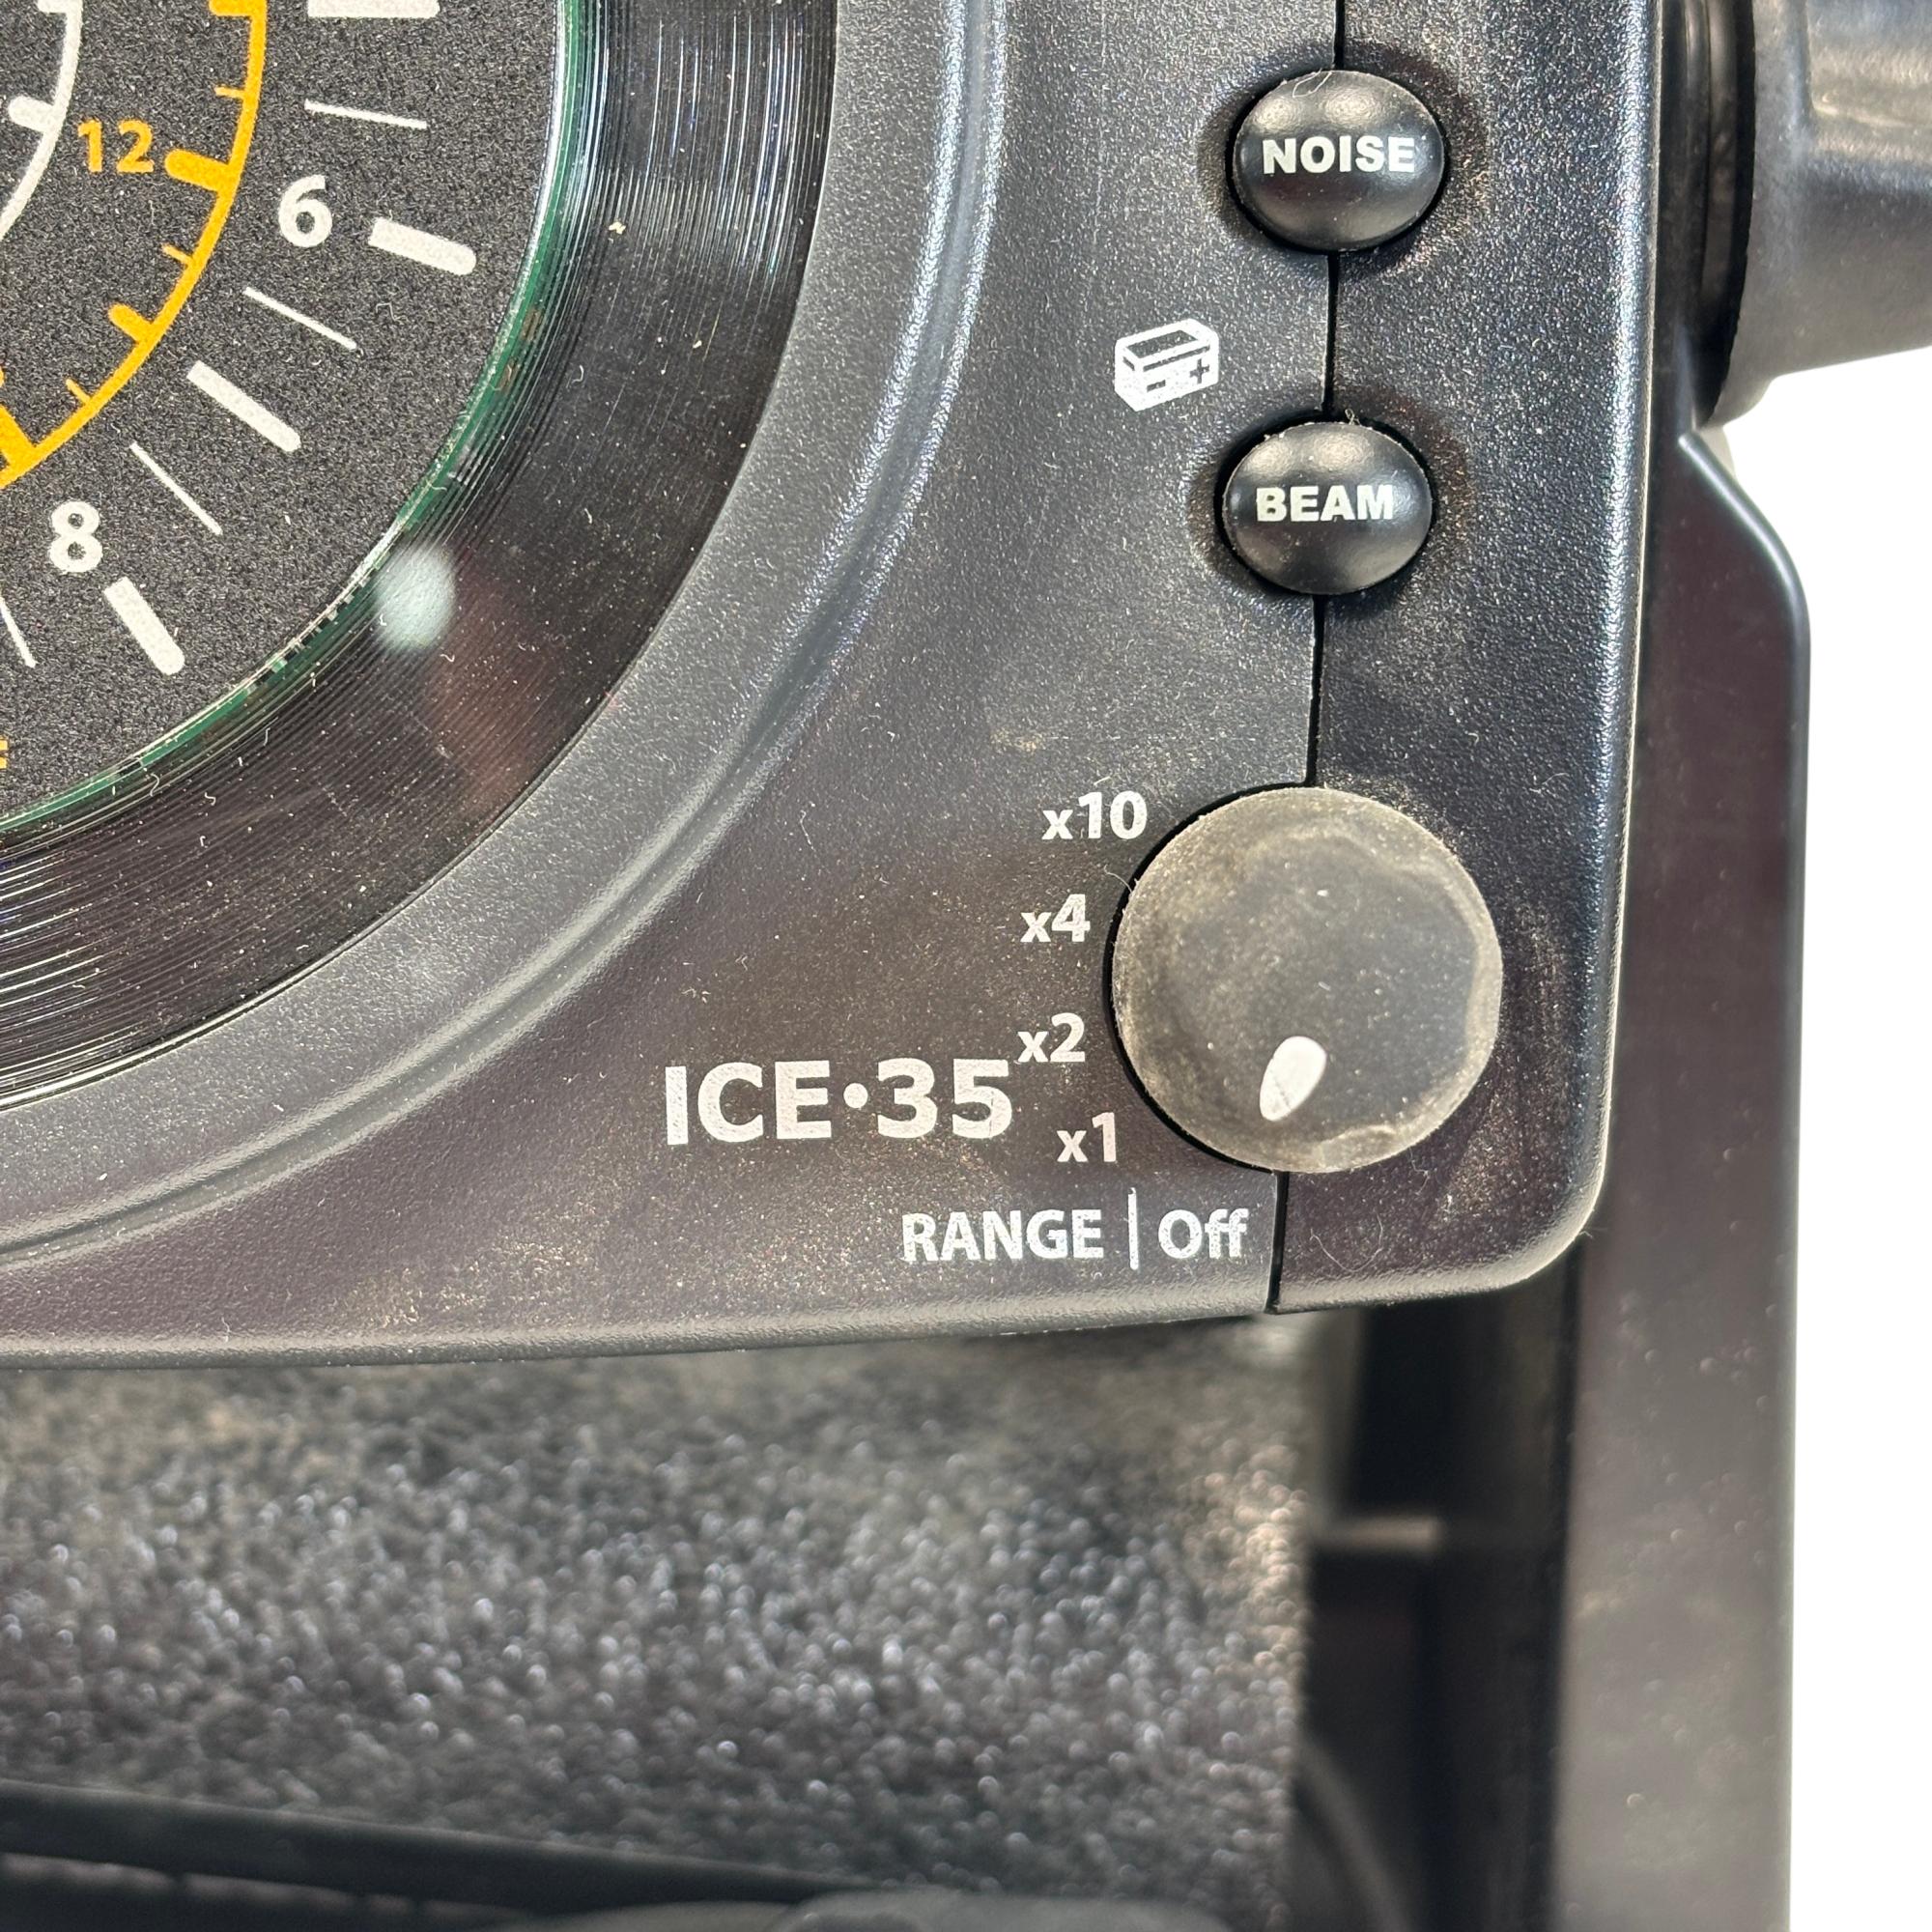 12
6
8
NOISE
- +
BEAM
x10
x4
x2
ICE•35
x1
RANGE | Off